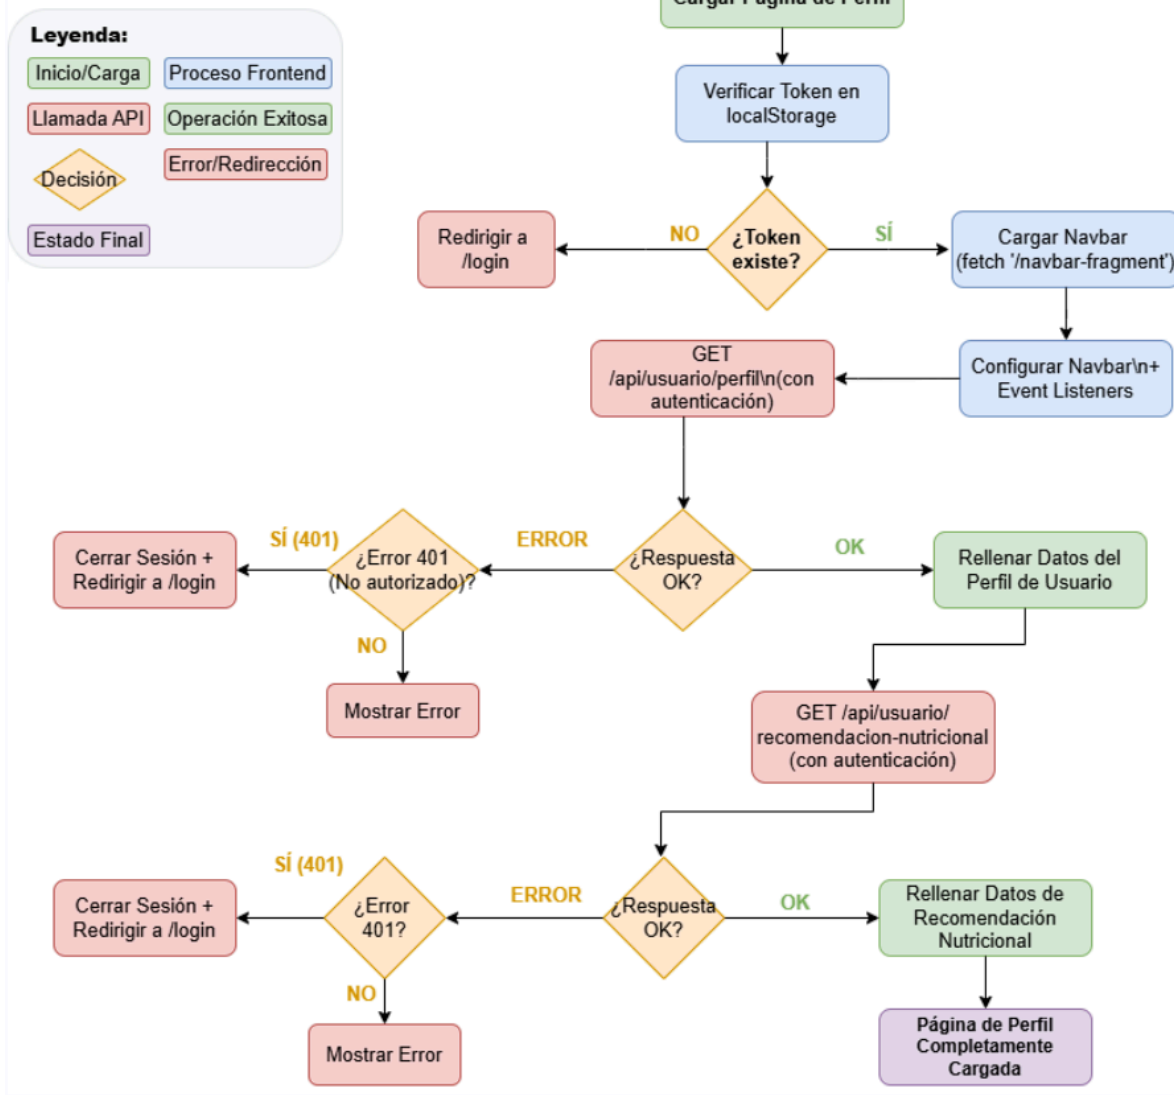 Cargar Página de Perfil
Leyenda:
Inicio/Carga
Proceso Frontend
Llamada API
Operación Exitosa
Decisión
Error/Redirección
Estado Final
Verificar Token en
localStorage
¿Token
existe?
NO
SÍ
Redirigir a
/login
Cargar Navbar
(fetch '/navbar-fragment')
Configurar Navbar\n+
Event Listeners
GET
/api/usuario/perfil\n(con
autenticación)
¿Respuesta
OK?
ERROR
OK
¿Error 401
(No autorizado)?
SÍ (401)
Cerrar Sesión +
Redirigir a /login
NO
Mostrar Error
Rellenar Datos del
Perfil de Usuario
GET /api/usuario/
recomendacion-nutricional
(con autenticación)
¿Respuesta
OK?
ERROR
OK
¿Error
401?
SÍ (401)
Cerrar Sesión +
Redirigir a /login
NO
Mostrar Error
Rellenar Datos de
Recomendación
Nutricional
Página de Perfil
Completamente
Cargada